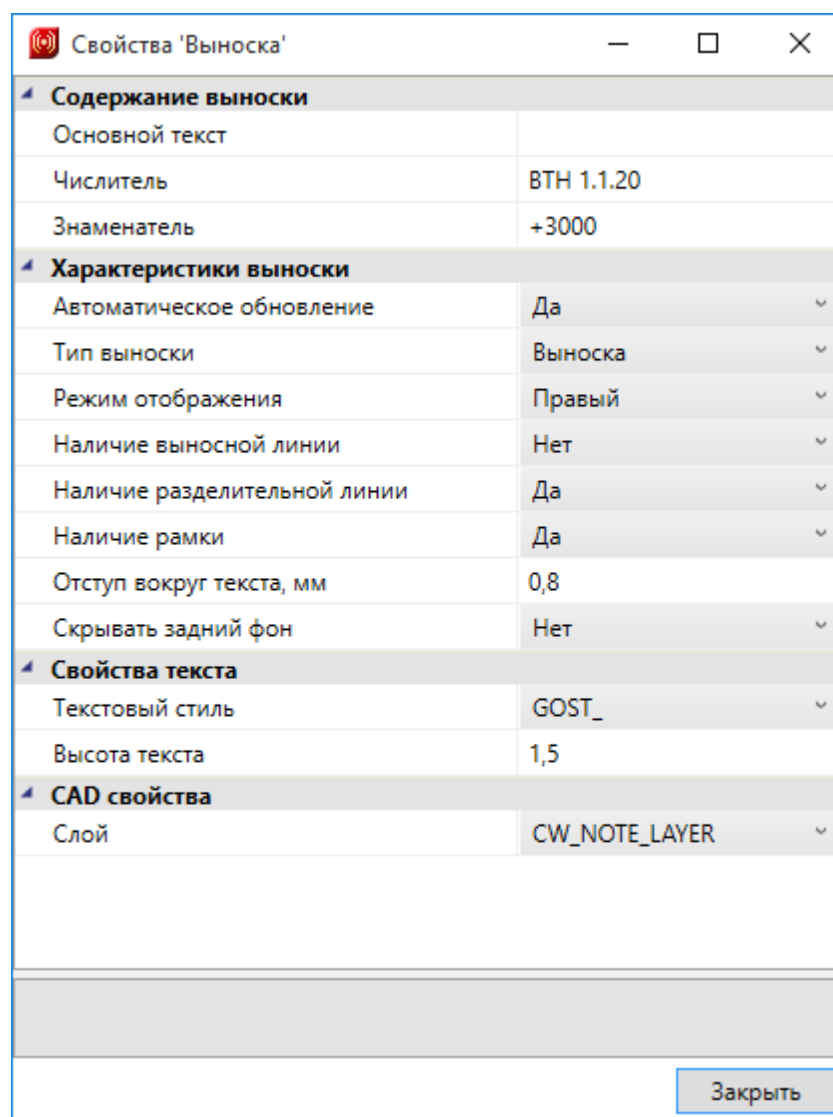 Свойства 'Выноска'
Содержание выноски
Основной текст
Числитель ВТН 1.1.20
Знаменатель +3000
Характеристики выноски
Автоматическое обновление Да
Тип выноски Выноска
Режим отображения Правый
Наличие выносной линии Нет
Наличие разделительной линии Да
Наличие рамки Да
Отступ вокруг текста, мм 0,8
Скрывать задний фон Нет
Свойства текста
Текстовый стиль GOST_
Высота текста 1,5
CAD свойства
Слой CW_NOTE_LAYER
Закрыть